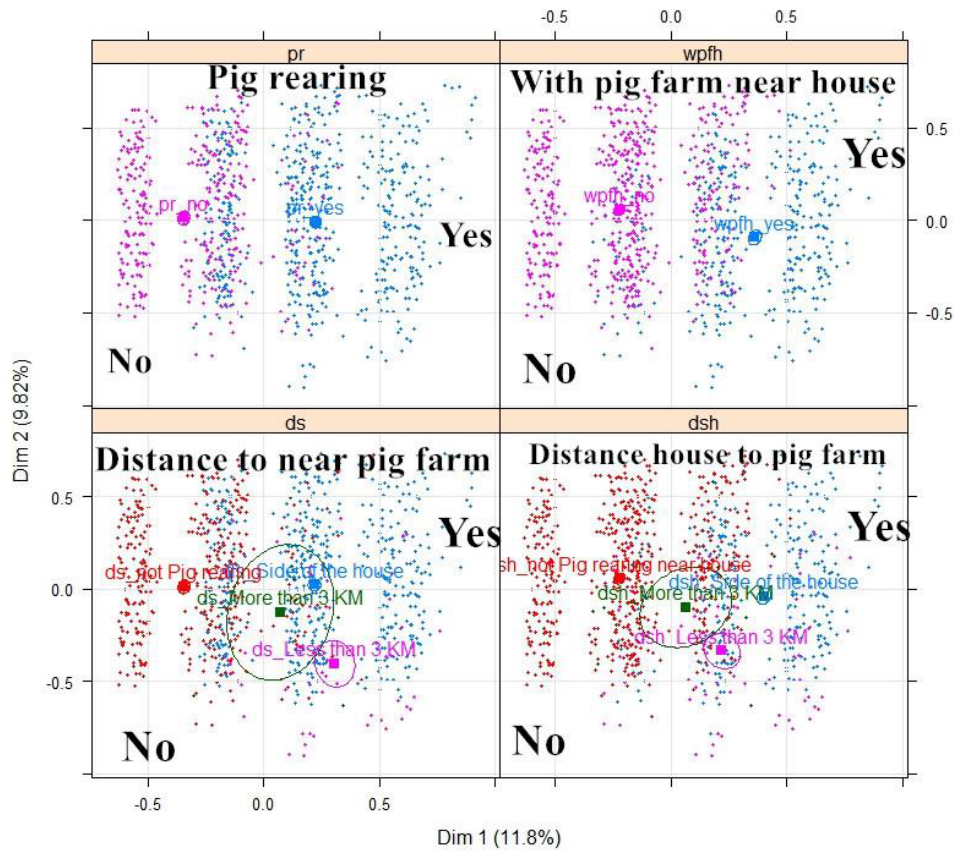 -0.5 0.0 0.5
pr wpfh
Pig rearing With pig farm near house
0.5
Yes
pr_no pr_yes wpfh_no
wpfh_yes
0.0
Yes
-0.5
No No
ds dsh
Distance to near pig farm Distance house to pig farm
0.5
Yes Yes
ds_not Pig rearing Side of the house sh_not Pig rearing near house dsh_Side of the house
0.0
ds_More than 3 KM dsh_More than 3 KM
ds_Less than 3 KM dsh_Less than 3 KM
-0.5
No No
-0.5 0.0 0.5
Dim 2 (9.82%)
Dim 1 (11.8%)